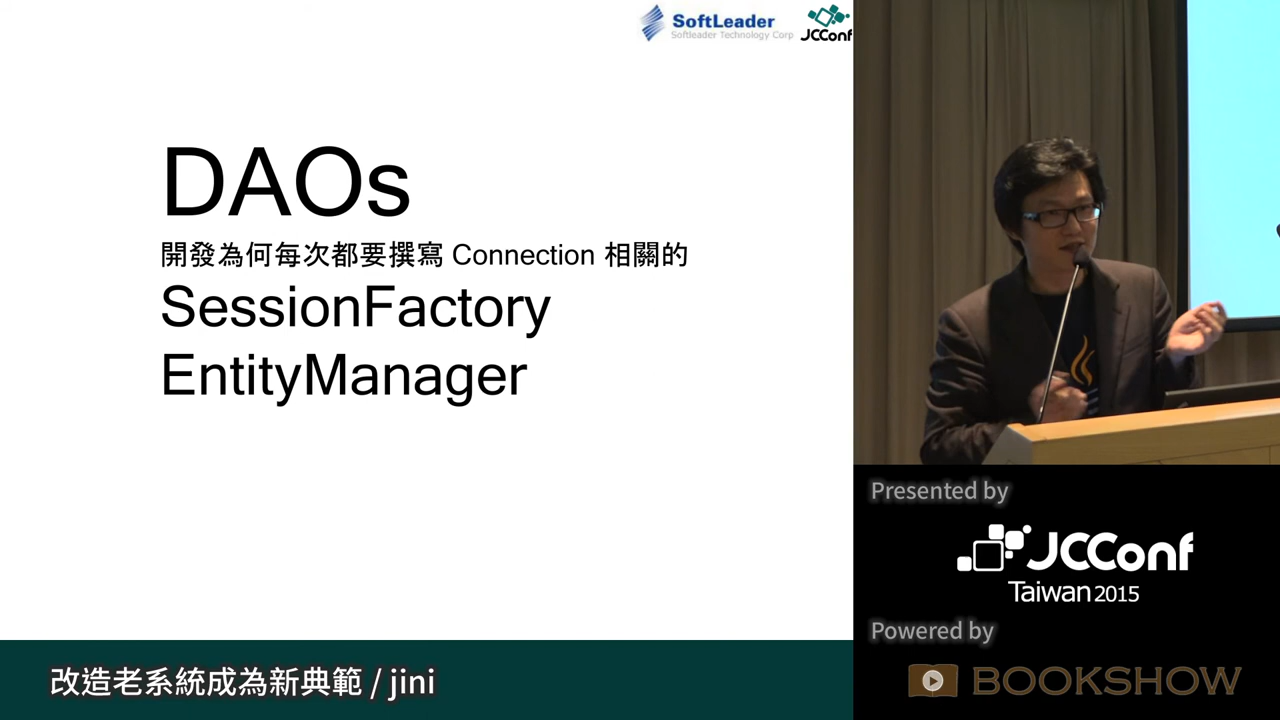 SoftLeader
Softleader Technology Corp
JCConf
DAOs
開發為何每次都要撰寫 Connection 相關的
SessionFactory
EntityManager
改造老系統成為新典範 / jini
Presented by
JCConf
Taiwan 2015
Powered by
BOOKSHOW